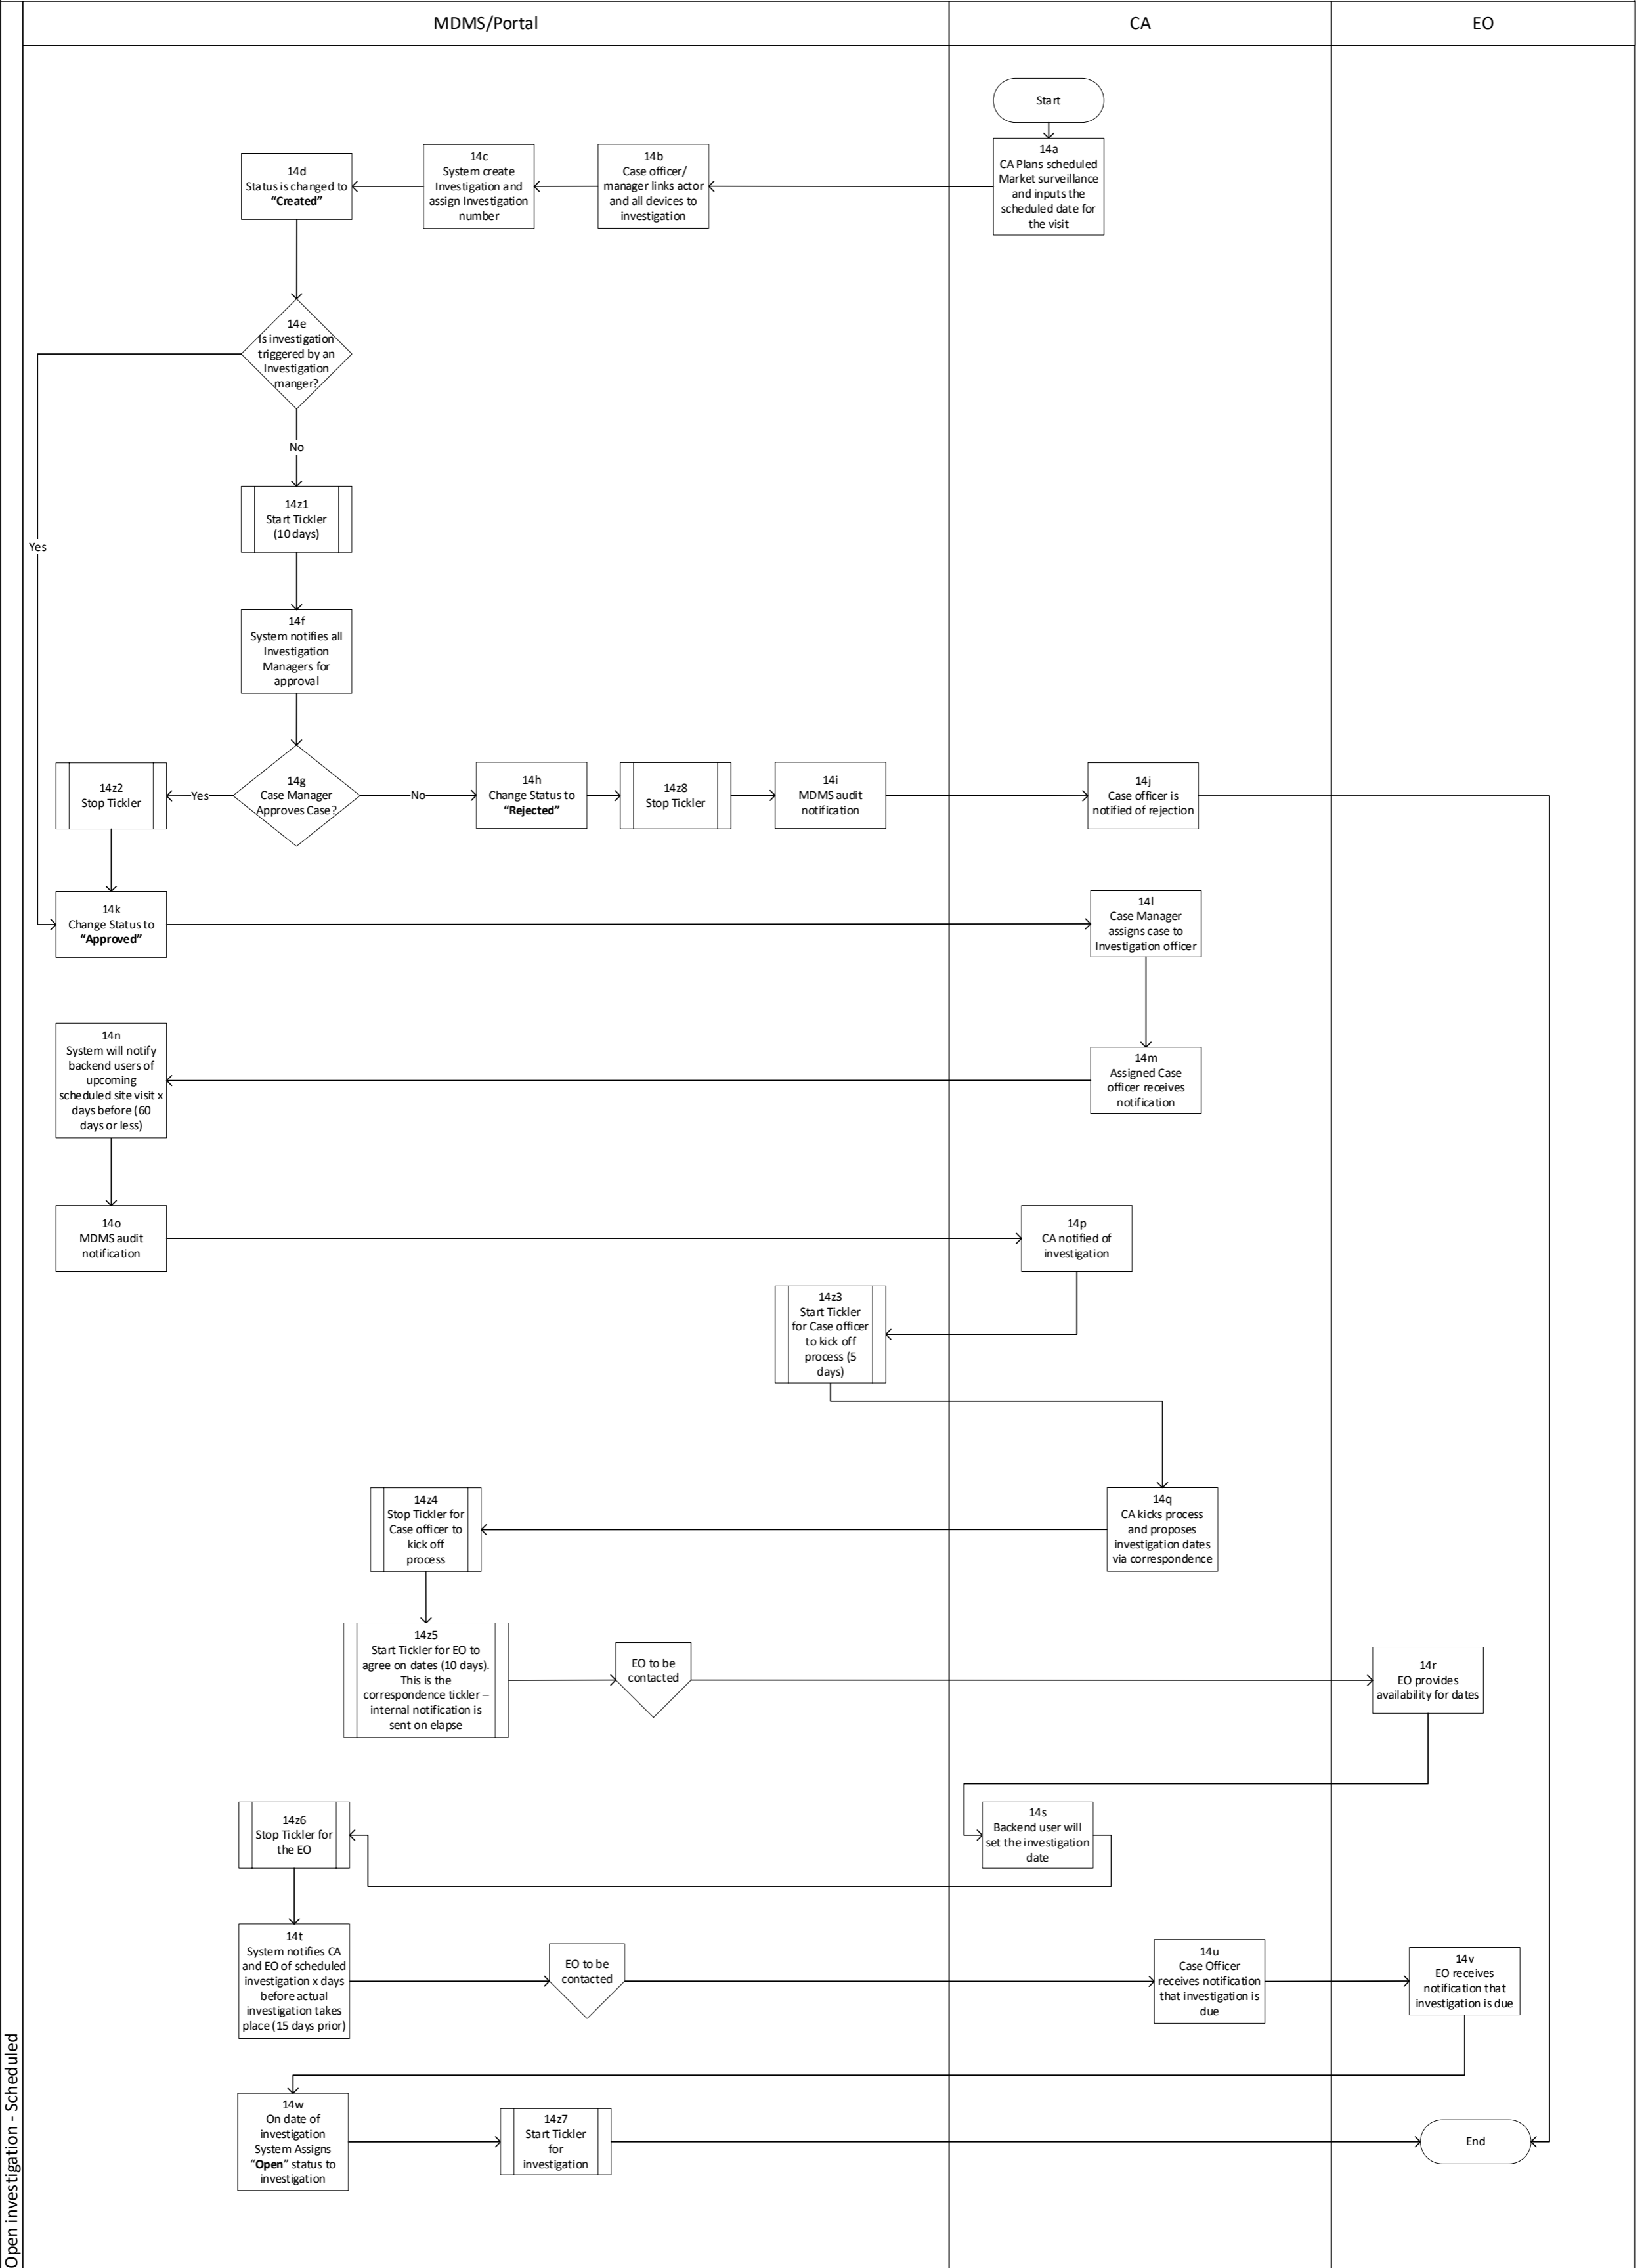 MDMS/Portal
CA
EO
Start
14a
CA Plans scheduled
Market surveillance
and inputs the
scheduled date for
the visit
14b
Case officer/
manager links actor
and all devices to
investigation
14c
System create
Investigation and
assign Investigation
number
14d
Status is changed to
“Created”
14e
Is investigation
triggered by an
Investigation
manger?
No
Yes
14z1
Start Tickler
(10 days)
14f
System notifies all
Investigation
Managers for
approval
14g
Case Manager
Approves Case?
Yes
14z2
Stop Tickler
No
14h
Change Status to
“Rejected”
14z8
Stop Tickler
14i
MDMS audit
notification
14j
Case officer is
notified of rejection
14k
Change Status to
“Approved”
14l
Case Manager
assigns case to
Investigation officer
14m
Assigned Case
officer receives
notification
14n
System will notify
backend users of
upcoming
scheduled site visit x
days before (60
days or less)
14o
MDMS audit
notification
14p
CA notified of
investigation
14z3
Start Tickler
for Case officer
to kick off
process (5
days)
14q
CA kicks process
and proposes
investigation dates
via correspondence
14z4
Stop Tickler for
Case officer to
kick off
process
14z5
Start Tickler for EO to
agree on dates (10 days).
This is the
correspondence tickler –
internal notification is
sent on elapse
EO to be
contacted
14r
EO provides
availability for dates
14s
Backend user will
set the investigation
date
14z6
Stop Tickler for
the EO
14t
System notifies CA
and EO of scheduled
investigation x days
before actual
investigation takes
place (15 days prior)
EO to be
contacted
14u
Case Officer
receives notification
that investigation is
due
14v
EO receives
notification that
investigation is due
14w
On date of
investigation
System Assigns
“Open” status to
investigation
14z7
Start Tickler
for
investigation
End
Open investigation - Scheduled